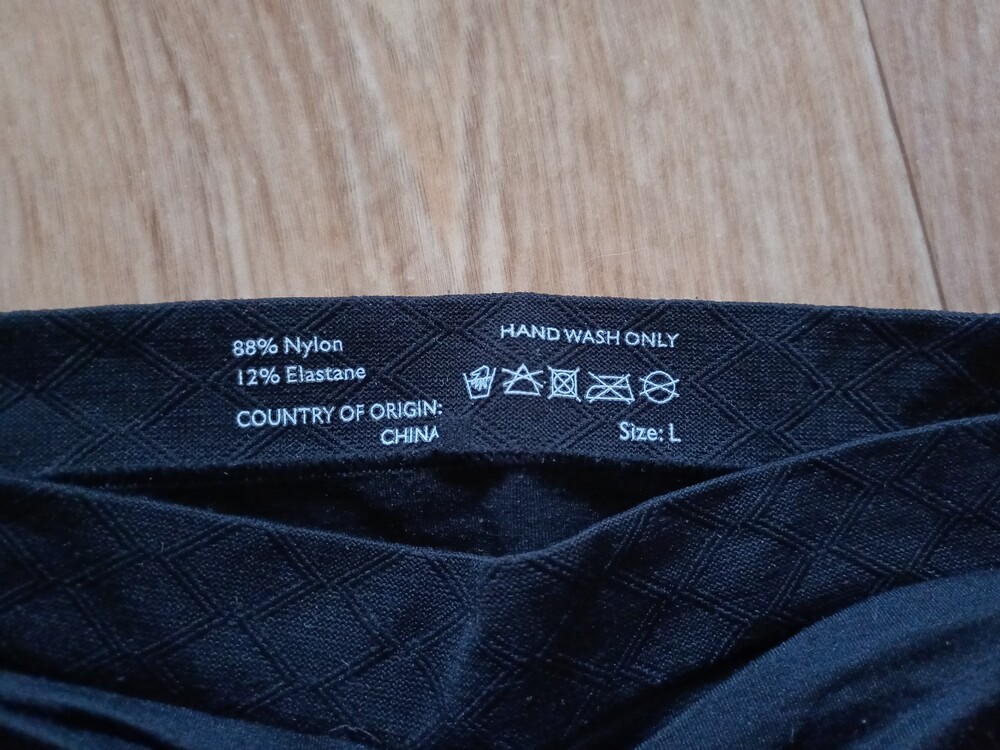 88% Nylon
12% Elastane
COUNTRY OF ORIGIN:
CHINA
HAND WASH ONLY
Size: L